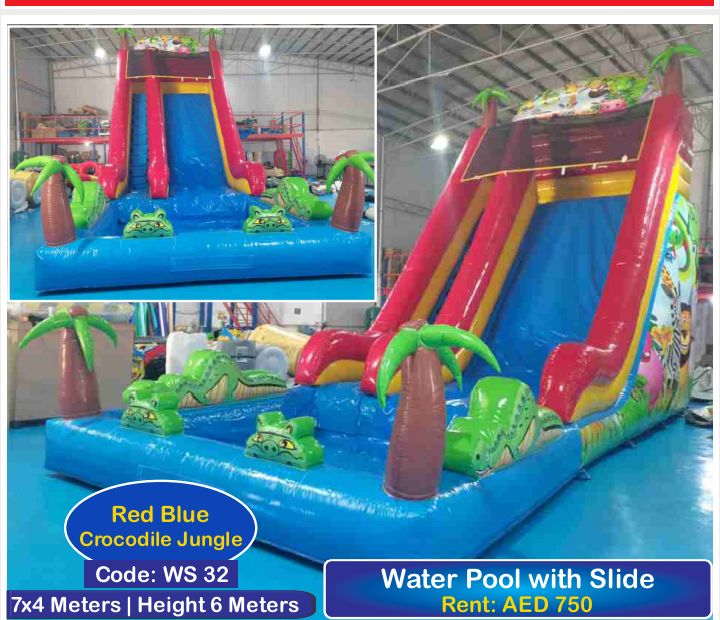 Red Blue
Crocodile Jungle
Code: WS 32
7x4 Meters | Height 6 Meters
Water Pool with Slide
Rent: AED 750